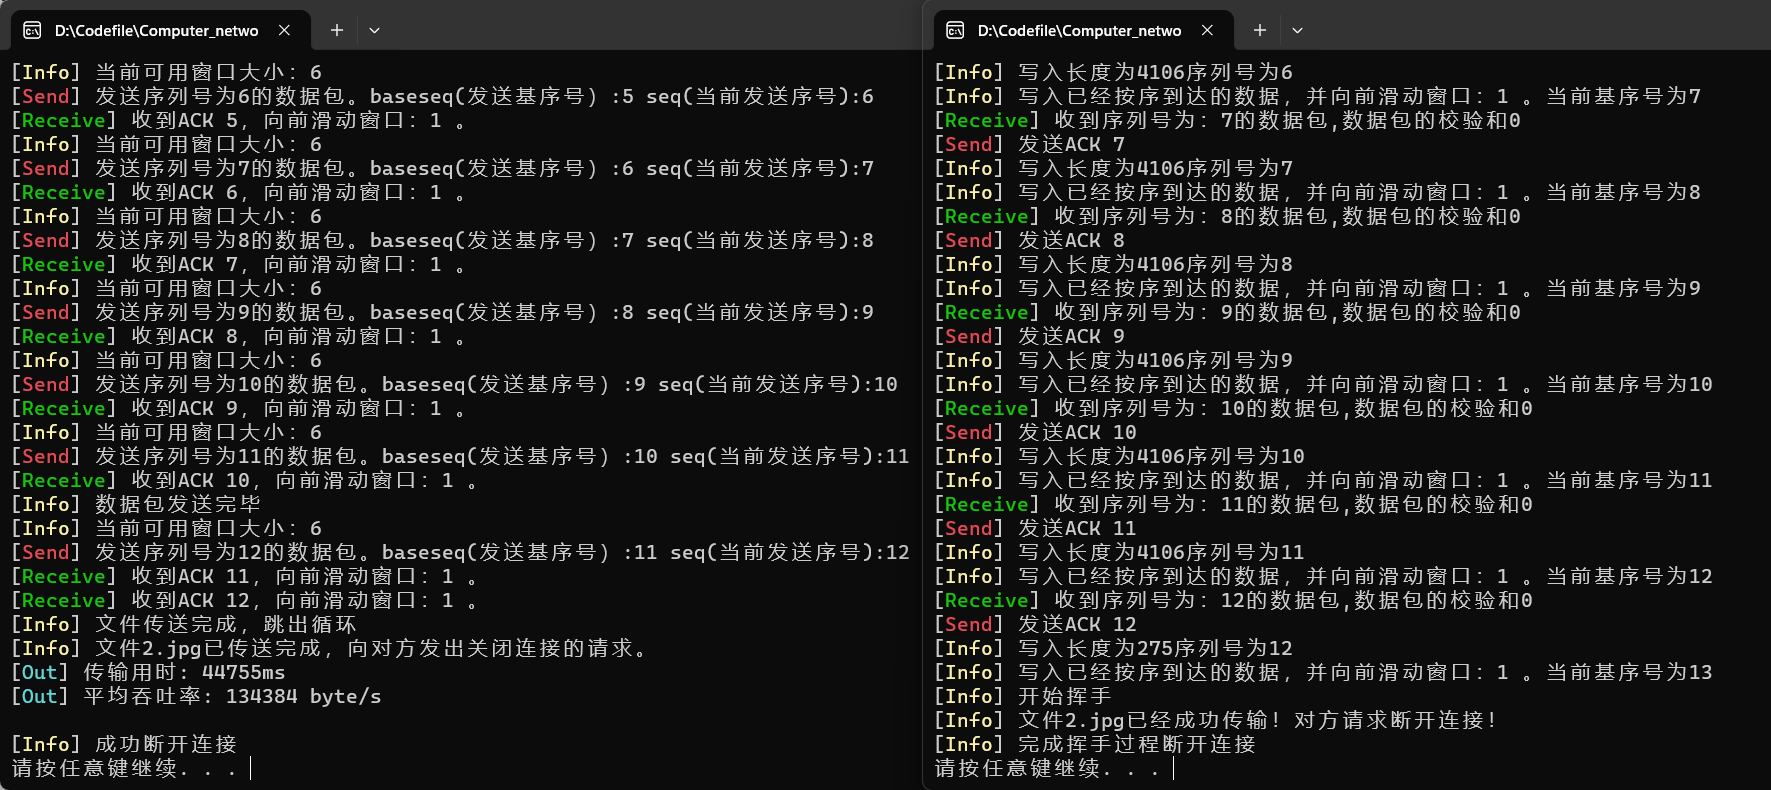 D:\Codefile\Computer_netwo
[Info] 当前可用窗口大小: 6
[Send] 发送序列号为6的数据包。baseseq(发送基序号) :5 seq(当前发送序号):6
[Receive] 收到ACK 5, 向前滑动窗口: 1 。
[Info] 当前可用窗口大小: 6
[Send] 发送序列号为7的数据包。baseseq(发送基序号) :6 seq(当前发送序号):7
[Receive] 收到ACK 6, 向前滑动窗口: 1 。
[Info] 当前可用窗口大小: 6
[Send] 发送序列号为8的数据包。baseseq(发送基序号) :7 seq(当前发送序号):8
[Receive] 收到ACK 7, 向前滑动窗口: 1 。
[Info] 当前可用窗口大小: 6
[Send] 发送序列号为9的数据包。baseseq(发送基序号) :8 seq(当前发送序号):9
[Receive] 收到ACK 8, 向前滑动窗口: 1 。
[Info] 当前可用窗口大小: 6
[Send] 发送序列号为10的数据包。baseseq(发送基序号) :9 seq(当前发送序号):10
[Receive] 收到ACK 9, 向前滑动窗口: 1 。
[Info] 当前可用窗口大小: 6
[Send] 发送序列号为11的数据包。baseseq(发送基序号) :10 seq(当前发送序号):11
[Receive] 收到ACK 10, 向前滑动窗口: 1 。
[Info] 数据包发送完毕
[Info] 当前可用窗口大小: 6
[Send] 发送序列号为12的数据包。baseseq(发送基序号) :11 seq(当前发送序号):12
[Receive] 收到ACK 11, 向前滑动窗口: 1 。
[Receive] 收到ACK 12, 向前滑动窗口: 1 。
[Info] 文件传送完成, 跳出循环
[Info] 文件2.jpg已传送完成, 向对方发出关闭连接的请求。
[Out] 传输用时: 44755ms
[Out] 平均吞吐率: 134384 byte/s
[Info] 成功断开连接
请按任意键继续. . .
D:\Codefile\Computer_netwo
[Info] 写入长度为4106序列号为6
[Info] 写入已经按序到达的数据, 并向前滑动窗口: 1 。当前基序号为7
[Receive] 收到序列号为: 7的数据包,数据包的校验和0
[Send] 发送ACK 7
[Info] 写入长度为4106序列号为7
[Info] 写入已经按序到达的数据, 并向前滑动窗口: 1 。当前基序号为8
[Receive] 收到序列号为: 8的数据包,数据包的校验和0
[Send] 发送ACK 8
[Info] 写入长度为4106序列号为8
[Info] 写入已经按序到达的数据, 并向前滑动窗口: 1 。当前基序号为9
[Receive] 收到序列号为: 9的数据包,数据包的校验和0
[Send] 发送ACK 9
[Info] 写入长度为4106序列号为9
[Info] 写入已经按序到达的数据, 并向前滑动窗口: 1 。当前基序号为10
[Receive] 收到序列号为: 10的数据包,数据包的校验和0
[Send] 发送ACK 10
[Info] 写入长度为4106序列号为10
[Info] 写入已经按序到达的数据, 并向前滑动窗口: 1 。当前基序号为11
[Receive] 收到序列号为: 11的数据包,数据包的校验和0
[Send] 发送ACK 11
[Info] 写入长度为4106序列号为11
[Info] 写入已经按序到达的数据, 并向前滑动窗口: 1 。当前基序号为12
[Receive] 收到序列号为: 12的数据包,数据包的校验和0
[Send] 发送ACK 12
[Info] 写入长度为275序列号为12
[Info] 写入已经按序到达的数据, 并向前滑动窗口: 1 。当前基序号为13
[Info] 开始挥手
[Info] 文件2.jpg已经成功传输! 对方请求断开连接!
[Info] 完成挥手过程断开连接
请按任意键继续. . .